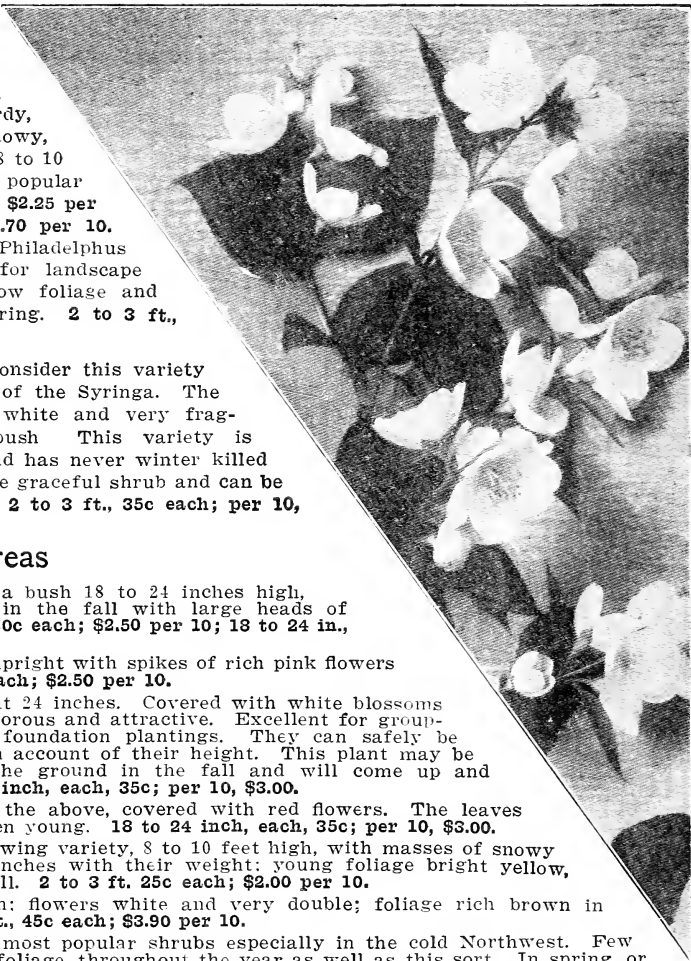 rdy,
owy,
8 to 10
popular
$2.25 per
.70 per 10.
Philadelphus
for landscape
ow foliage and
ring. 2 to 3 ft.,
onsider this variety
of the Syringa. The
white and very frag-
bush This variety is
d has never winter killed
e graceful shrub and can be
2 to 3 ft., 35c each; per 10,
reas
a bush 18 to 24 inches high,
in the fall with large heads of
0c each; $2.50 per 10; 18 to 24 in.,
pright with spikes of rich pink flowers
ach; $2.50 per 10.
t 24 inches. Covered with white blossoms
orous and attractive. Excellent for group-
foundation plantings. They can safely be
account of their height. This plant may be
he ground in the fall and will come up and
inch, each, 35c; per 10, $3.00.
the above, covered with red flowers. The leaves
en young. 18 to 24 inch, each, 35c; per 10, $3.00.
wing variety, 8 to 10 feet high, with masses of snowy
nches with their weight; young foliage bright yellow,
ll. 2 to 3 ft. 25c each; $2.00 per 10.
n; flowers white and very double; foliage rich brown in
t., 45c each; $3.90 per 10.
most popular shrubs especially in the cold Northwest. Few
foliage throughout the year as well as this sort. In spring or